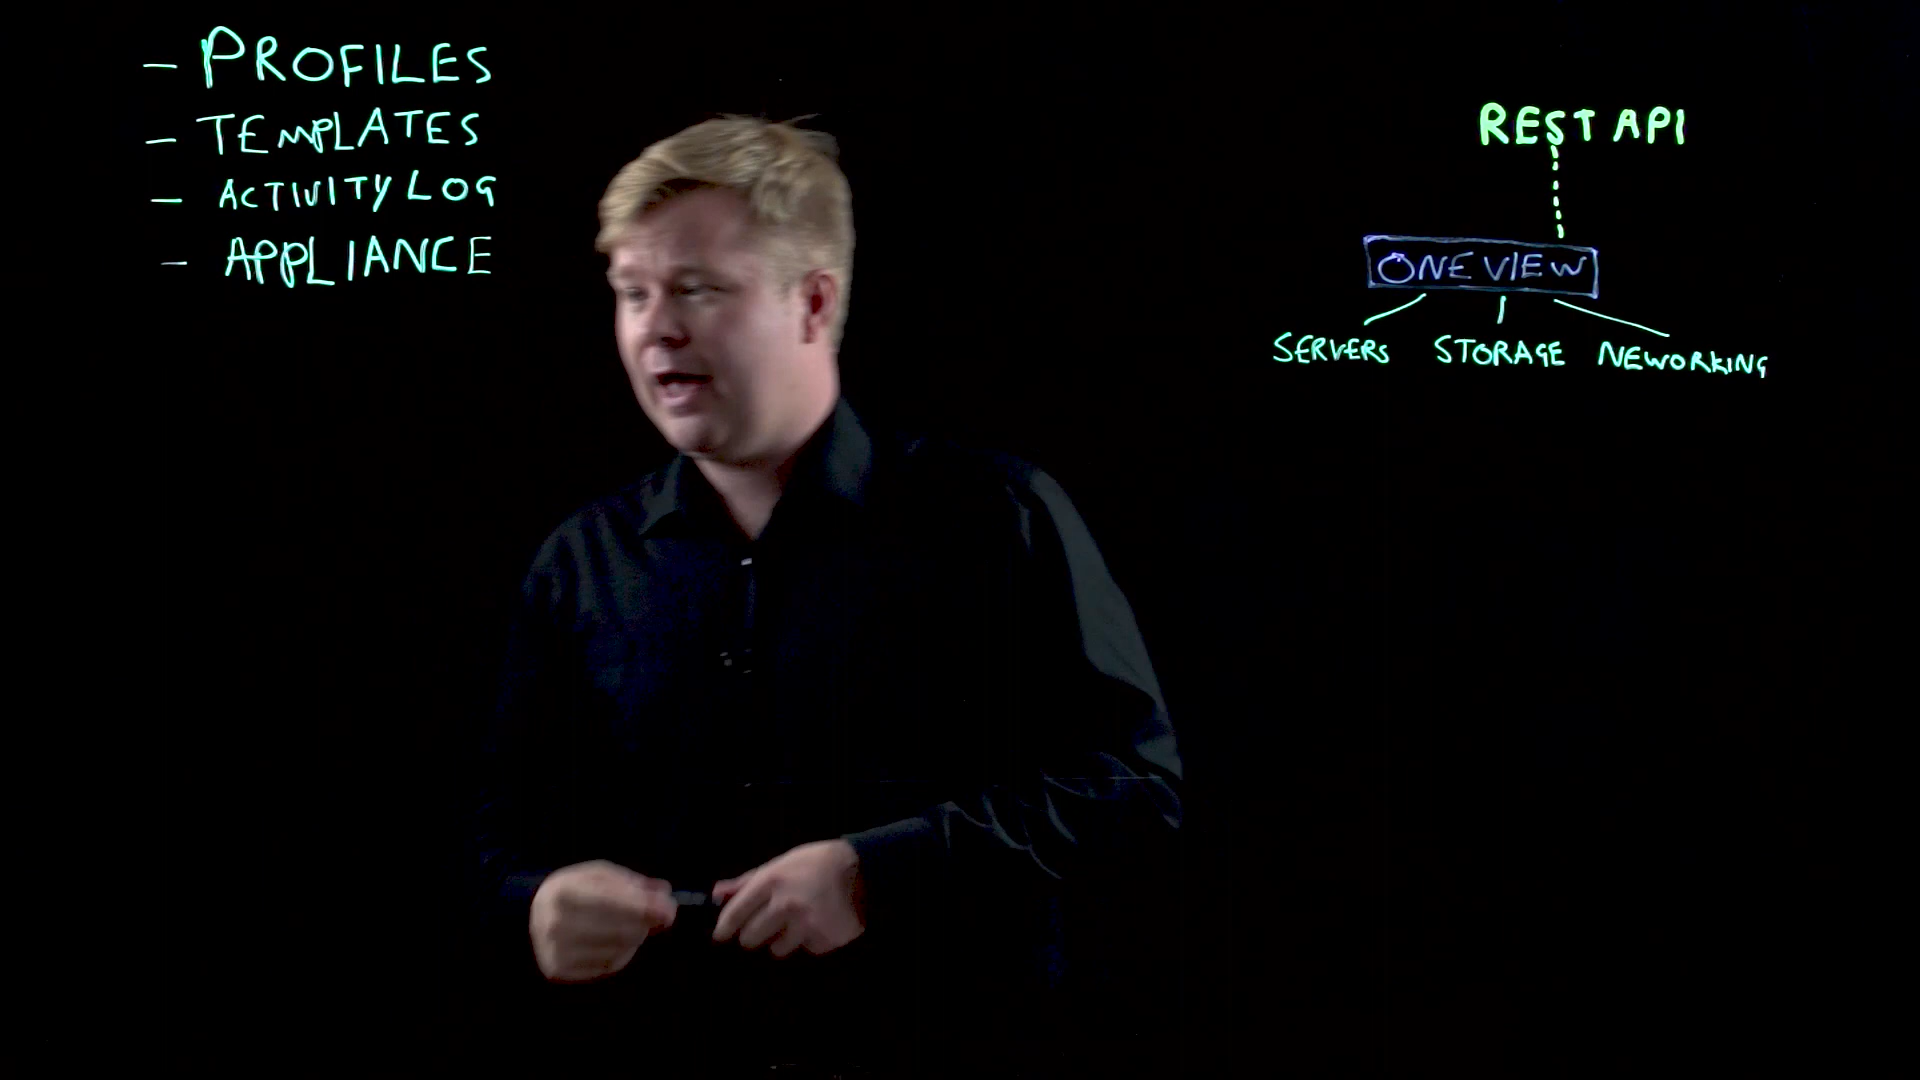 - PROFILES
- TEMPLATES
- ACTIVITY LOG
- APPLIANCE
REST API
ONEVIEW
SERVERS STORAGE NEWORKING